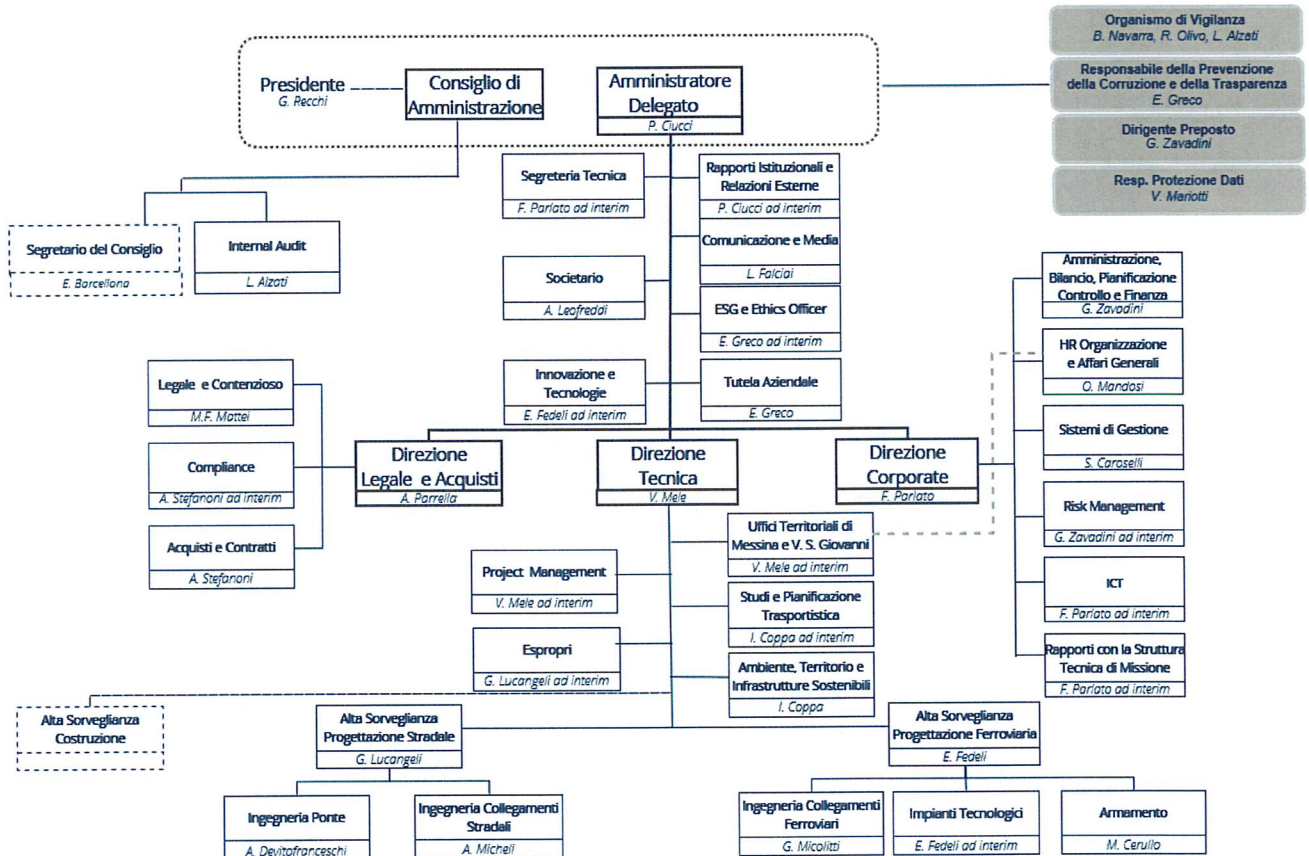 Organismo di Vigilanza
B. Navarra, R. Olivo, L. Alzati
Responsabile della Prevenzione
della Corruzione e della Trasparenza
E. Greco
Dirigente Preposto
G. Zavadini
Resp. Protezione Dati
V. Mariotti
Presidente
G. Recchi
Consiglio di
Amministrazione
Amministratore
Delegato
P. Ciucci
Segreteria Tecnica
F. Parlato ad interim
Rapporti Istituzionali e
Relazioni Esterne
P. Ciucci ad interim
Segretario del Consiglio
E. Barcellona
Internal Audit
L. Alzati
Comunicazione e Media
L. Falciai
Societario
A. Leofreddi
ESG e Ethics Officer
E. Greco ad interim
Innovazione e
Tecnologie
E. Fedeli ad interim
Tutela Aziendale
E. Greco
Amministrazione,
Bilancio, Pianificazione
Controllo e Finanza
G. Zavadini
HR Organizzazione
e Affari Generali
O. Mandosi
Sistemi di Gestione
S. Caroselli
Risk Management
G. Zavadini ad interim
ICT
F. Parlato ad interim
Rapporti con la Struttura
Tecnica di Missione
F. Parlato ad interim
Legale e Contenzioso
M.F. Mattei
Compliance
A. Stefanoni ad interim
Acquisti e Contratti
A. Stefanoni
Direzione
Legale e Acquisti
A. Parrella
Direzione
Tecnica
V. Mele
Direzione
Corporate
F. Parlato
Uffici Territoriali di
Messina e V. S. Giovanni
V. Mele ad interim
Project Management
V. Mele ad interim
Studi e Pianificazione
Trasportistica
I. Coppa ad interim
Espropri
G. Lucangeli ad interim
Ambiente, Territorio e
Infrastrutture Sostenibili
I. Coppa
Alta Sorveglianza
Costruzione
Alta Sorveglianza
Progettazione Stradale
G. Lucangeli
Alta Sorveglianza
Progettazione Ferroviaria
E. Fedeli
Ingegneria Ponte
A. Devitofranceschi
Ingegneria Collegamenti
Stradali
A. Micheli
Ingegneria Collegamenti
Ferroviari
G. Micolitti
Impianti Tecnologici
E. Fedeli ad interim
Armamento
M. Cerullo